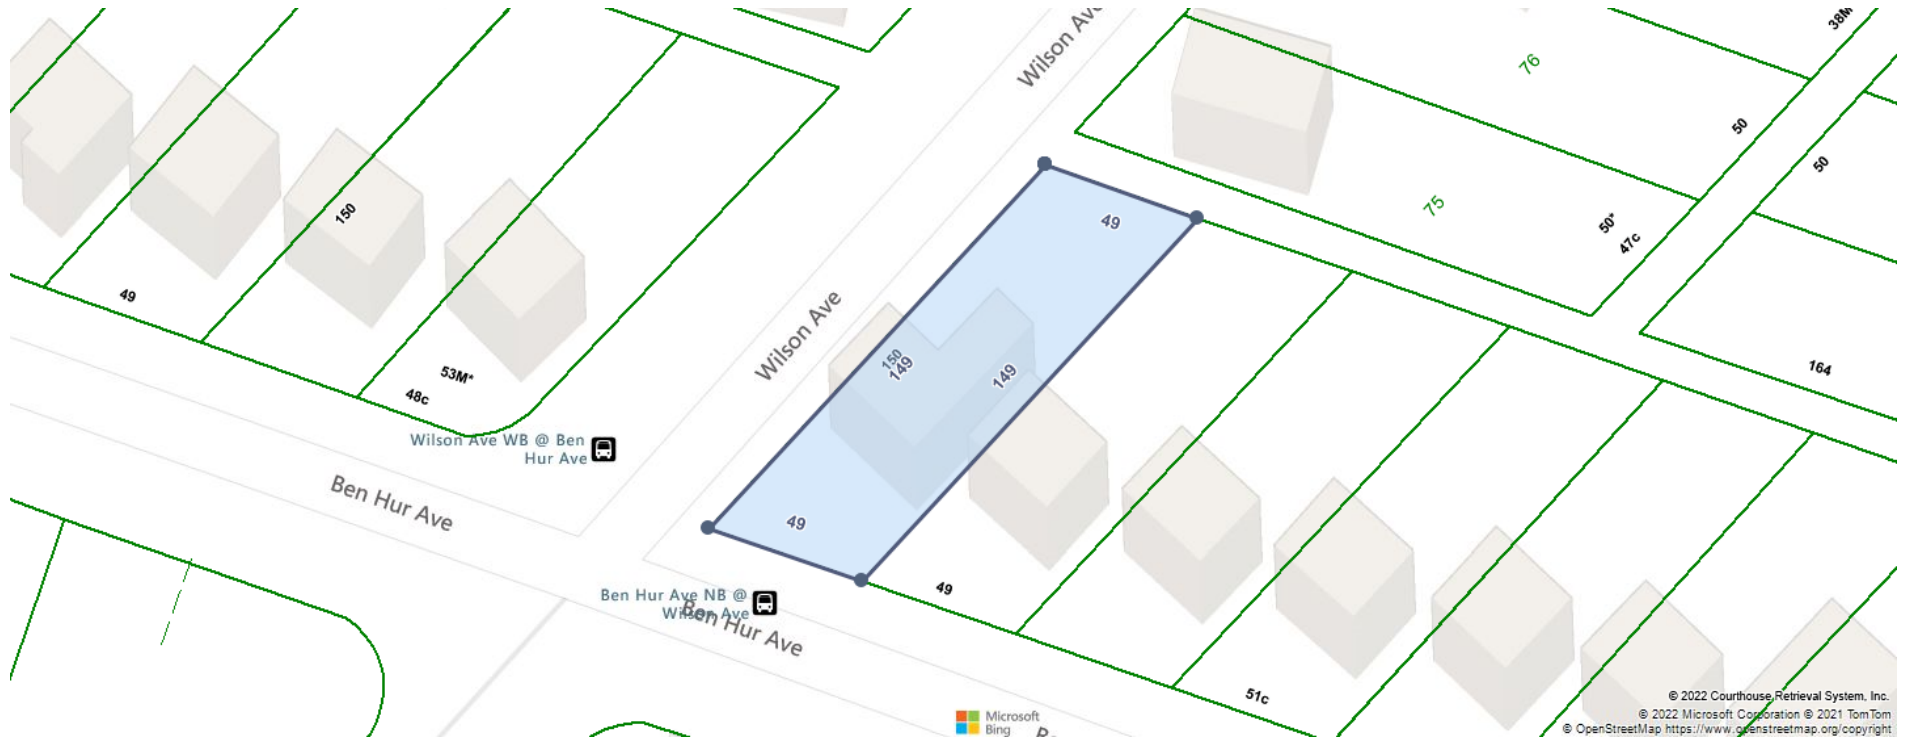 Wilson Ave
38M
76
50
50
75
50*
47c
49
150
49
Wilson Ave
150
149
149
164
53M*
48c
Wilson Ave WB @ Ben
Hur Ave
Ben Hur Ave
49
49
Ben Hur Ave NB @
Wilson Ave
Ben Hur Ave
51c
Microsoft
Bing
© 2022 Courthouse Retrieval System, Inc.
© 2022 Microsoft Corporation © 2021 TomTom
© OpenStreetMap https://www.openstreetmap.org/copyright